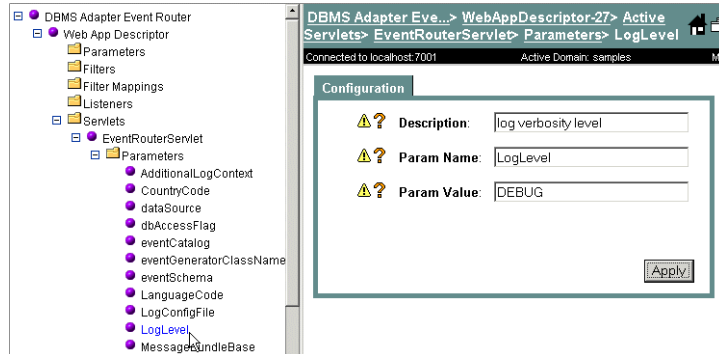 DBMS Adapter Event Router
Web App Descriptor
Parameters
Filters
Filter Mappings
Listeners
Servlets
EventRouterServlet
Parameters
AdditionalLogContext
CountryCode
dataSource
dbAccessFlag
eventCatalog
eventGeneratorClassName
eventSchema
LanguageCode
LogConfigFile
LogLevel
MessageBundleBase
DBMS Adapter Eve...> WebAppDescriptor-27> Active
Servlets> EventRouterServlet> Parameters> LogLevel
Connected to localhost:7001 Active Domain: samples M
Configuration
Description: log verbosity level
Param Name: LogLevel
Param Value: DEBUG
Apply